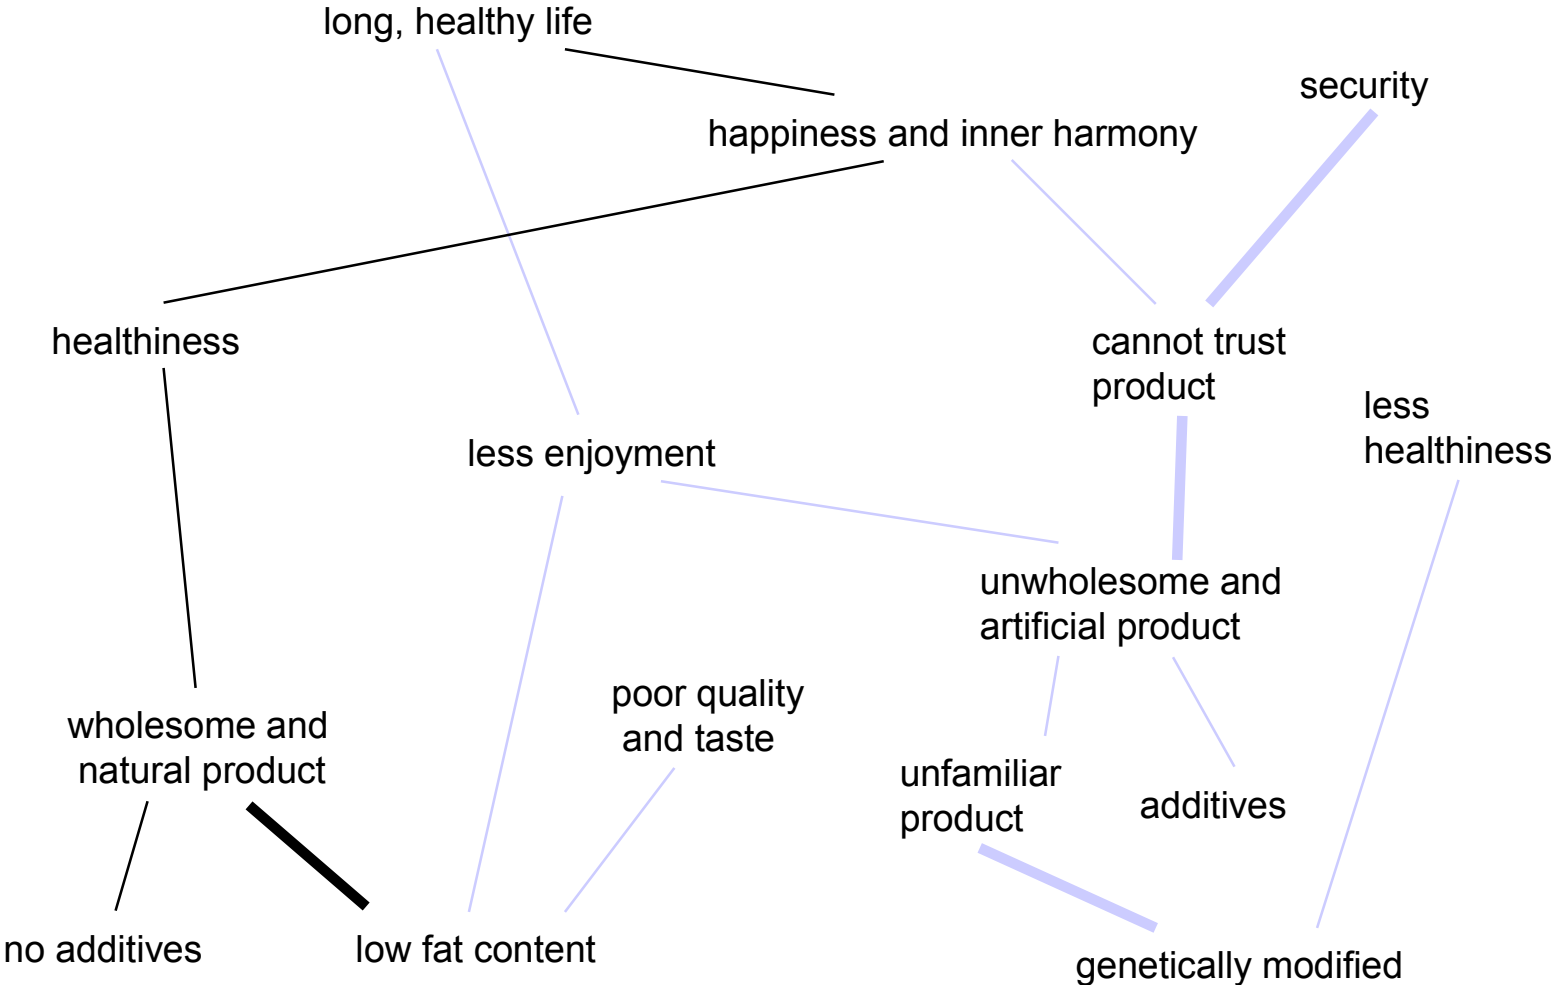 long, healthy life
security
happiness and inner harmony
healthiness
cannot trust
product
less
healthiness
less enjoyment
unwholesome and
artificial product
poor quality
and taste
wholesome and
natural product
unfamiliar
product
additives
no additives
low fat content
genetically modified